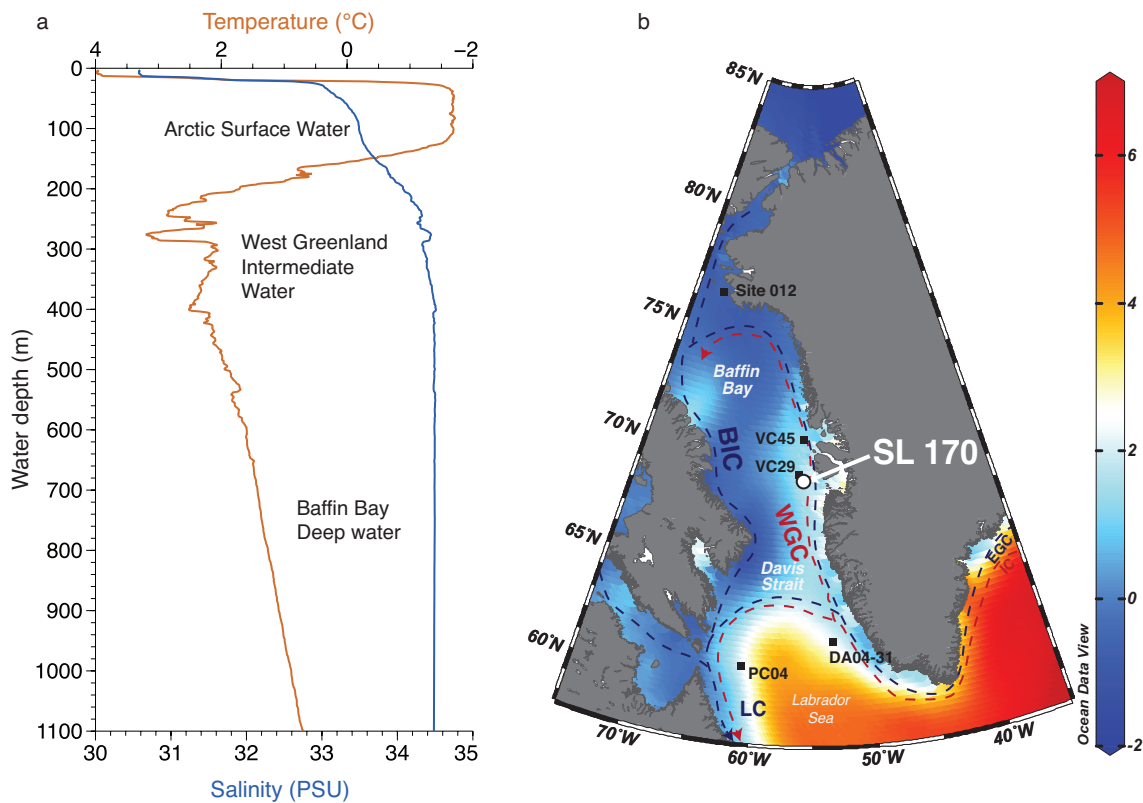 a
Temperature (°C)
4
2
0
−2
0
100
200
300
400
500
600
700
800
900
1000
1100
Water depth (m)
Arctic Surface Water
West Greenland
Intermediate
Water
Baffin Bay
Deep water
30
31
32
33
34
35
Salinity (PSU)
b
85˚N
80˚N
75˚N
70˚N
65˚N
60˚N
70˚W
60˚W
50˚W
40˚W
Site 012
Baffin
Bay
BIC
VC45
VC29
SL 170
WGC
Davis
Strait
EGC
IC
DA04-31
PC04
LC
Labrador
Sea
Ocean Data View
6
4
2
0
-2